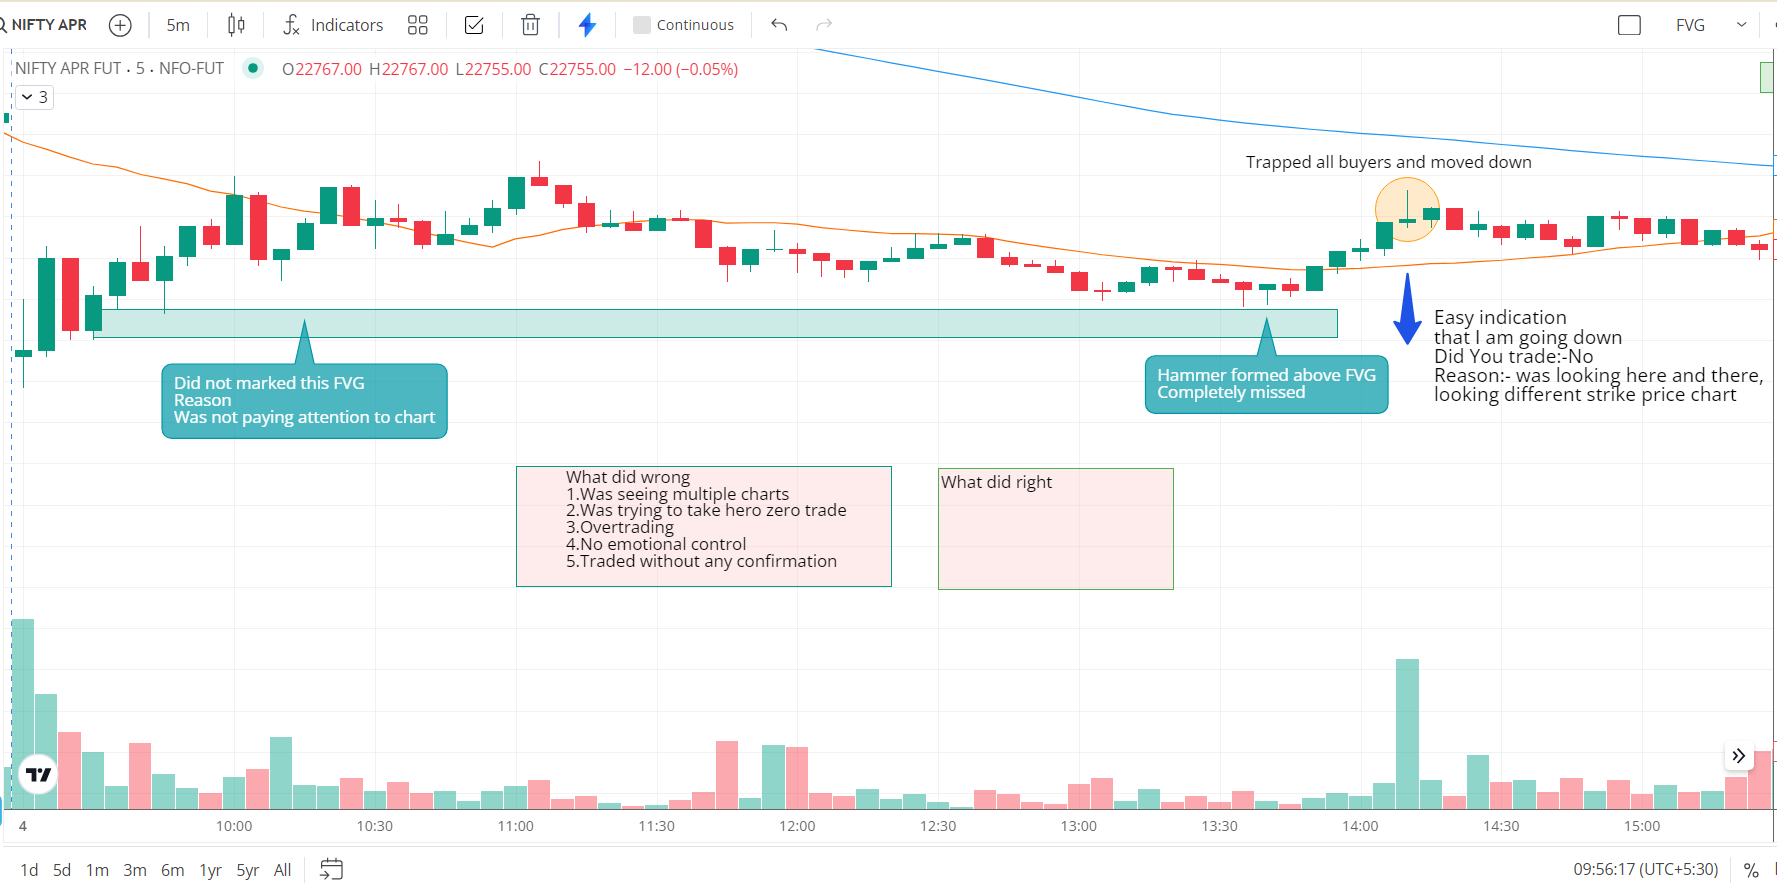 NIFTY APR
5m
Indicators
Continuous
FVG
NIFTY APR FUT · 5 · NFO-FUT
O22767.00 H22767.00 L22755.00 C22755.00 −12.00 (−0.05%)
3
Trapped all buyers and moved down
Easy indication
that I am going down
Did You trade:-No
Reason:- was looking here and there,
looking different strike price chart
Did not marked this FVG
Reason
Was not paying attention to chart
Hammer formed above FVG
Completely missed
What did wrong
1.Was seeing multiple charts
2.Was trying to take hero zero trade
3.Overtrading
4.No emotional control
5.Traded without any confirmation
What did right
4 10:00 10:30 11:00 11:30 12:00 12:30 13:00 13:30 14:00 14:30 15:00
1d 5d 1m 3m 6m 1yr 5yr All
09:56:17 (UTC+5:30) %